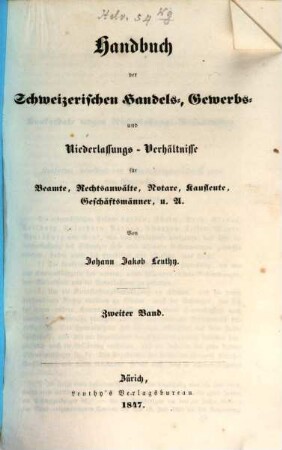 Helv. 54 kg/2
Handbuch
der
Schweizerischen Handels-, Gewerbs-
und
Niederlassungs-Verhältnisse
für
Beamte, Rechtsanwälte, Notare, Kaufleute,
Geschäftsmänner, u. A.
Von
Johann Jakob Leuthy.
Zweiter Band.
Zürich,
Leuthy's Verlagsbureau.
1847.